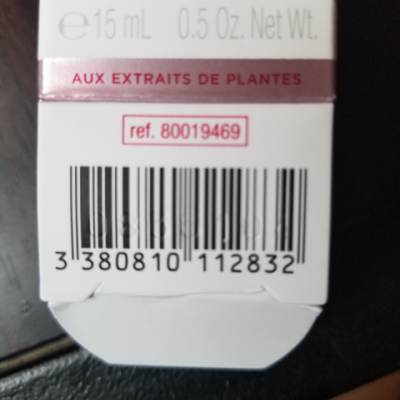 ℮ 15 mL 0.5 Oz. Net Wt.
AUX EXTRAITS DE PLANTES
ref. 80019469
3 380810 112832